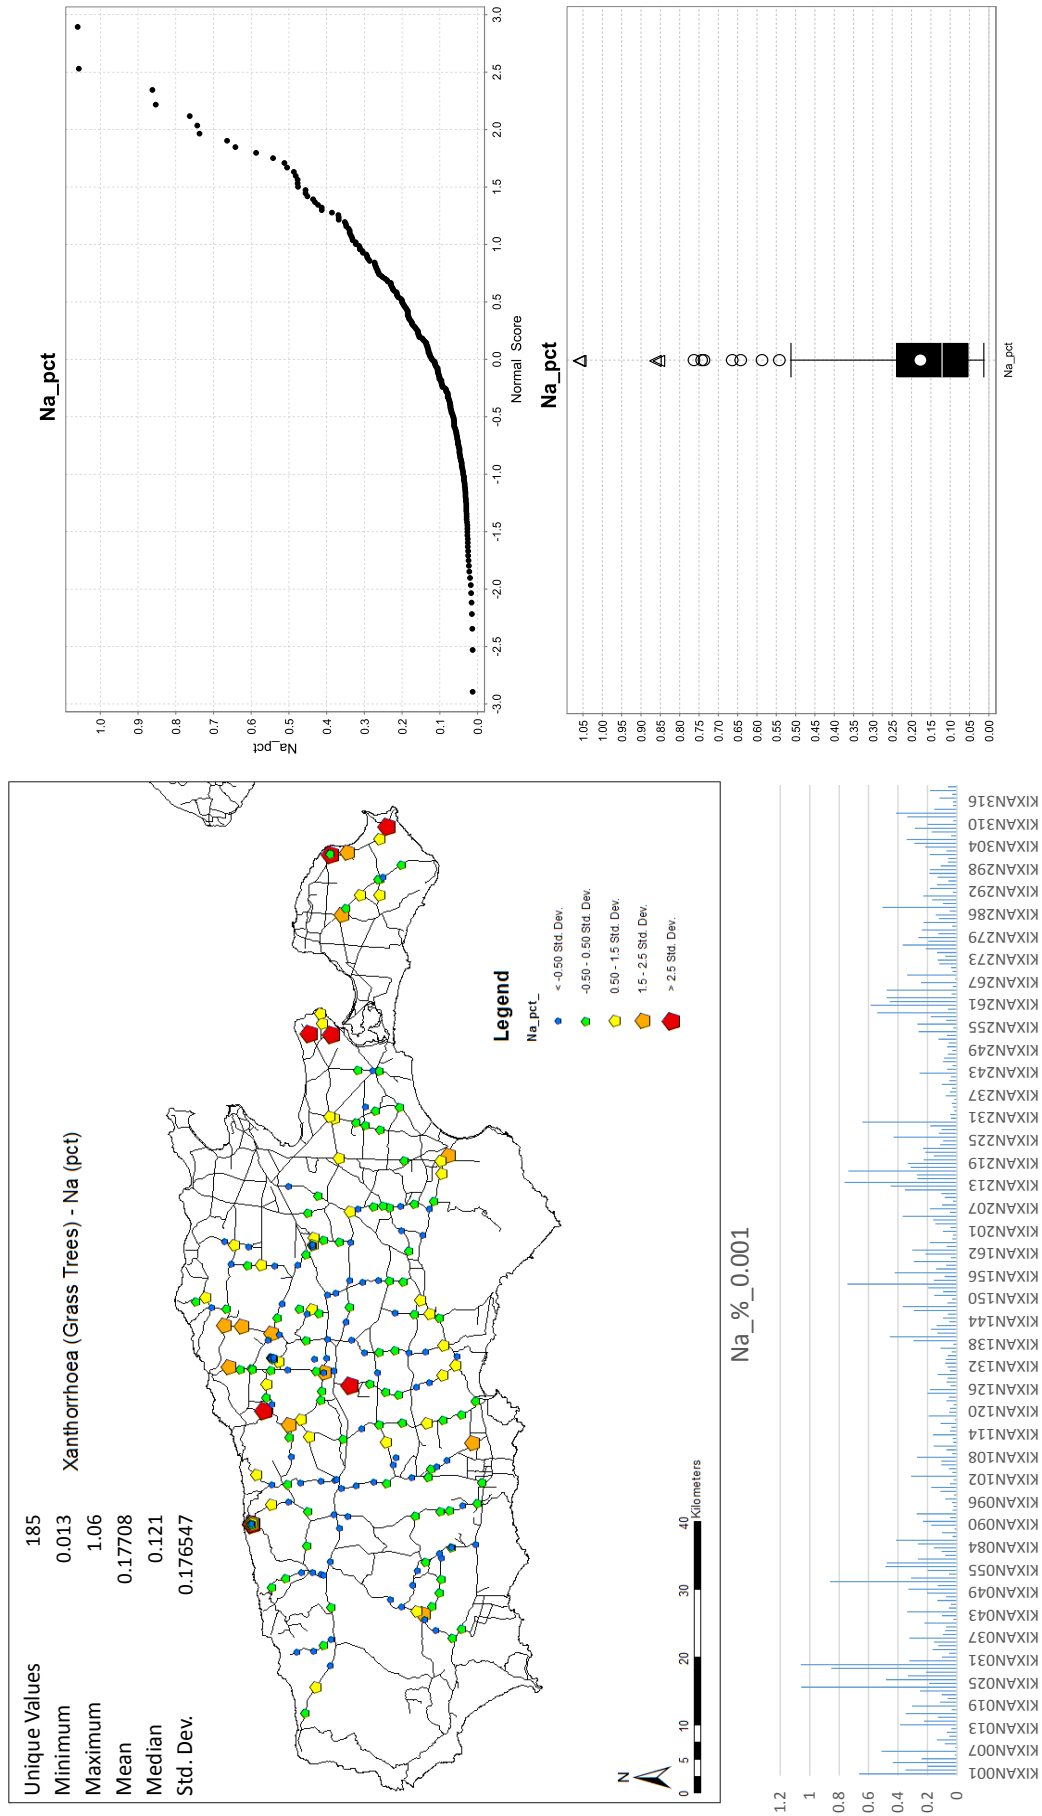 Xanthorrhoea (Grass Trees) - Na (pct)
Unique Values 185
Minimum 0.013
Maximum 1.06
Mean 0.17708
Median 0.121
Std. Dev. 0.176547
Legend
Na_pct_
< -0.50 Std. Dev.
-0.50 - 0.50 Std. Dev.
0.50 - 1.5 Std. Dev.
1.5 - 2.5 Std. Dev.
> 2.5 Std. Dev.
N
0 5 10 20 30 40
Kilometers
Na_pct
Na_pct
1.0
0.9
0.8
0.7
0.6
0.5
0.4
0.3
0.2
0.1
0.0
-3.0 -2.5 -2.0 -1.5 -1.0 -0.5 0.0 0.5 1.0 1.5 2.0 2.5 3.0
Normal Score
Na_%_0.001
1.2
1
0.8
0.6
0.4
0.2
0
KIXAN001
KIXAN007
KIXAN013
KIXAN019
KIXAN025
KIXAN031
KIXAN037
KIXAN043
KIXAN049
KIXAN055
KIXAN084
KIXAN090
KIXAN096
KIXAN102
KIXAN108
KIXAN114
KIXAN120
KIXAN126
KIXAN132
KIXAN138
KIXAN144
KIXAN150
KIXAN156
KIXAN162
KIXAN201
KIXAN207
KIXAN213
KIXAN219
KIXAN225
KIXAN231
KIXAN237
KIXAN243
KIXAN249
KIXAN255
KIXAN261
KIXAN267
KIXAN273
KIXAN279
KIXAN286
KIXAN292
KIXAN298
KIXAN304
KIXAN310
KIXAN316
Na_pct
1.05
1.00
0.95
0.90
0.85
0.80
0.75
0.70
0.65
0.60
0.55
0.50
0.45
0.40
0.35
0.30
0.25
0.20
0.15
0.10
0.05
0.00
Na_pct